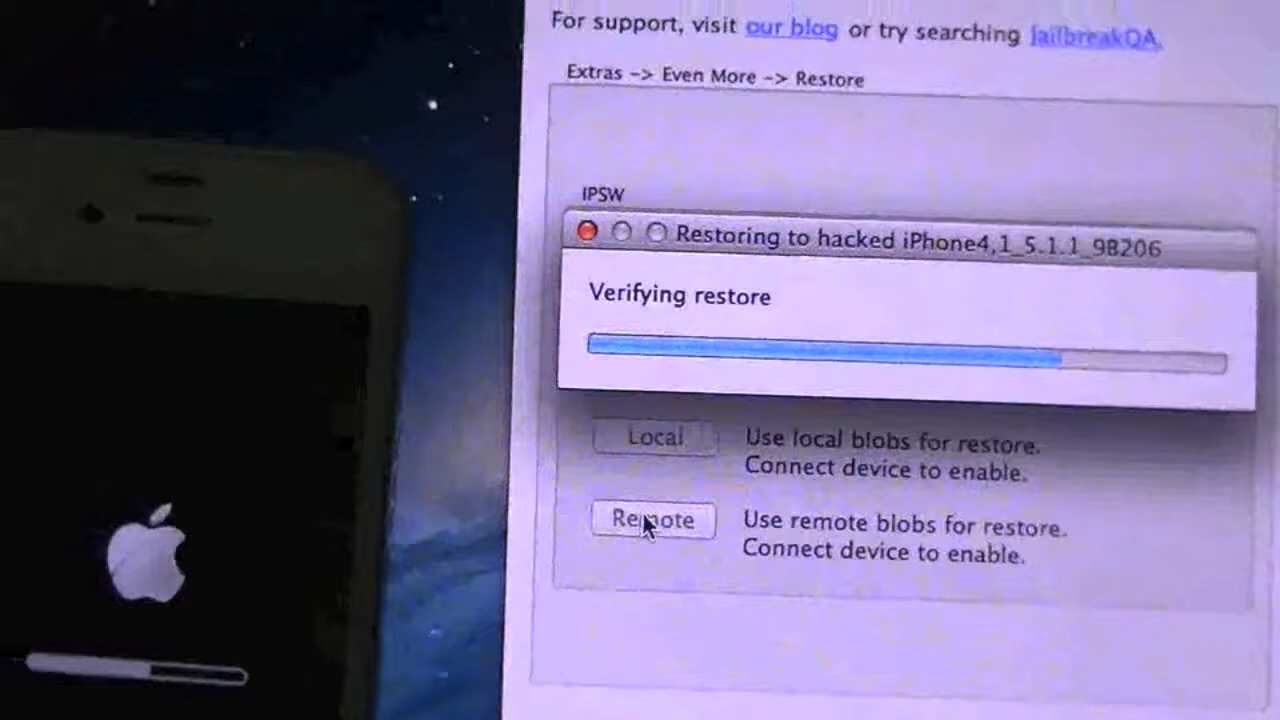 For support, visit our blog or try searching JailbreakQA.
Extras -> Even More -> Restore
IPSW
Restoring to hacked iPhone4,1_5.1.1_9B206
Verifying restore
Local
Use local blobs for restore.
Connect device to enable.
Remote
Use remote blobs for restore.
Connect device to enable.